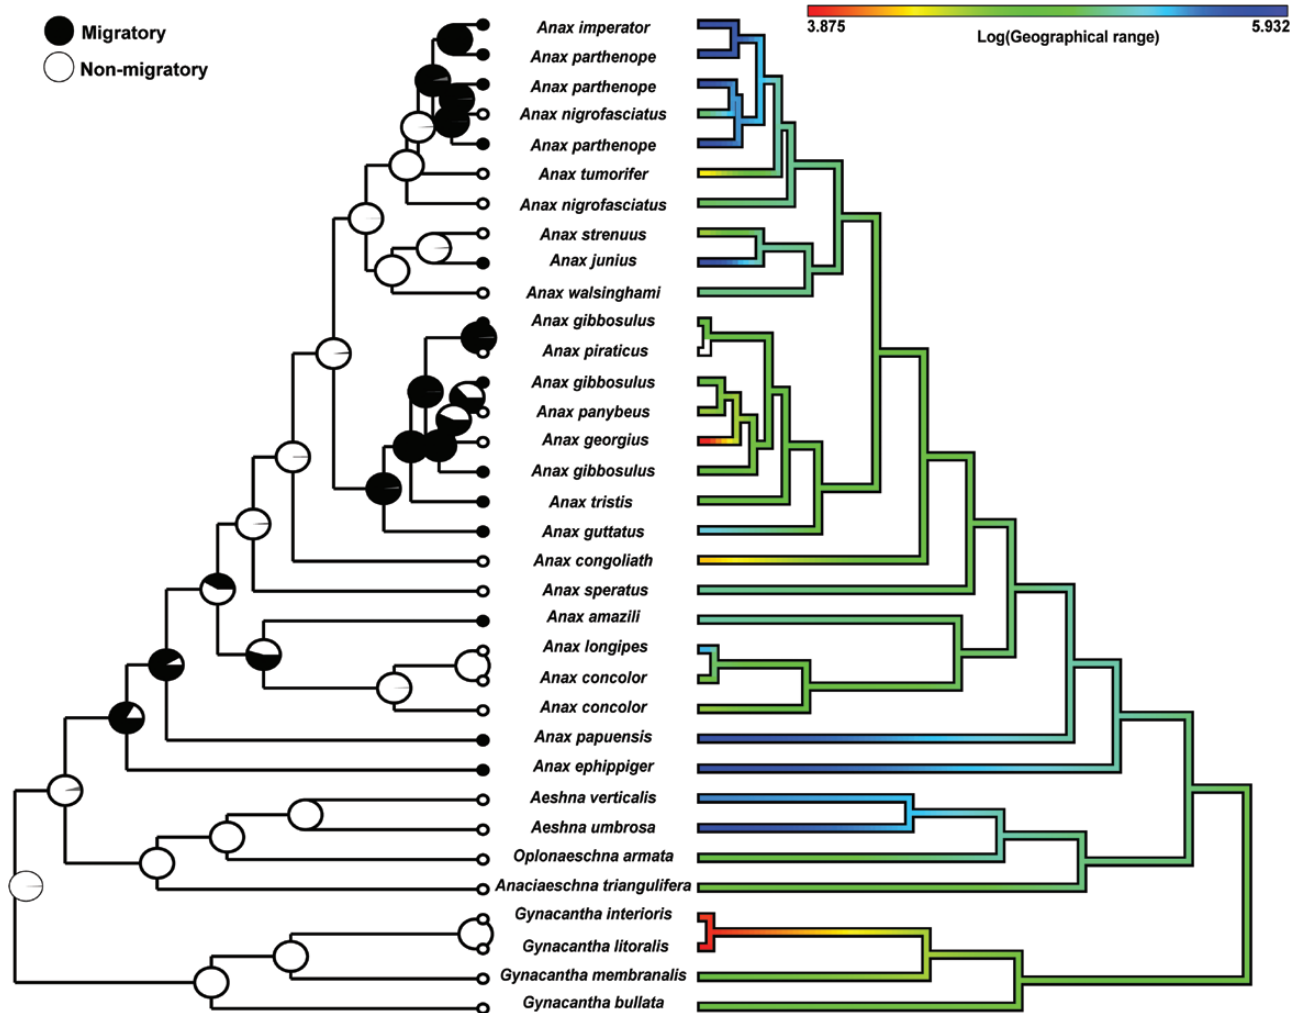 Migratory
Non-migratory
3.875
5.932
Log(Geographical range)
Anax imperator
Anax parthenope
Anax parthenope
Anax nigrofasciatus
Anax parthenope
Anax tumorifer
Anax nigrofasciatus
Anax strenuus
Anax junius
Anax walsinghami
Anax gibbosulus
Anax piraticus
Anax gibbosulus
Anax panybeus
Anax georgius
Anax gibbosulus
Anax tristis
Anax guttatus
Anax congoliath
Anax speratus
Anax amazili
Anax longipes
Anax concolor
Anax concolor
Anax papuensis
Anax ephippiger
Aeshna verticalis
Aeshna umbrosa
Oplonaeschna armata
Anaciaeschna triangulifera
Gynacantha interioris
Gynacantha litoralis
Gynacantha membranalis
Gynacantha bullata